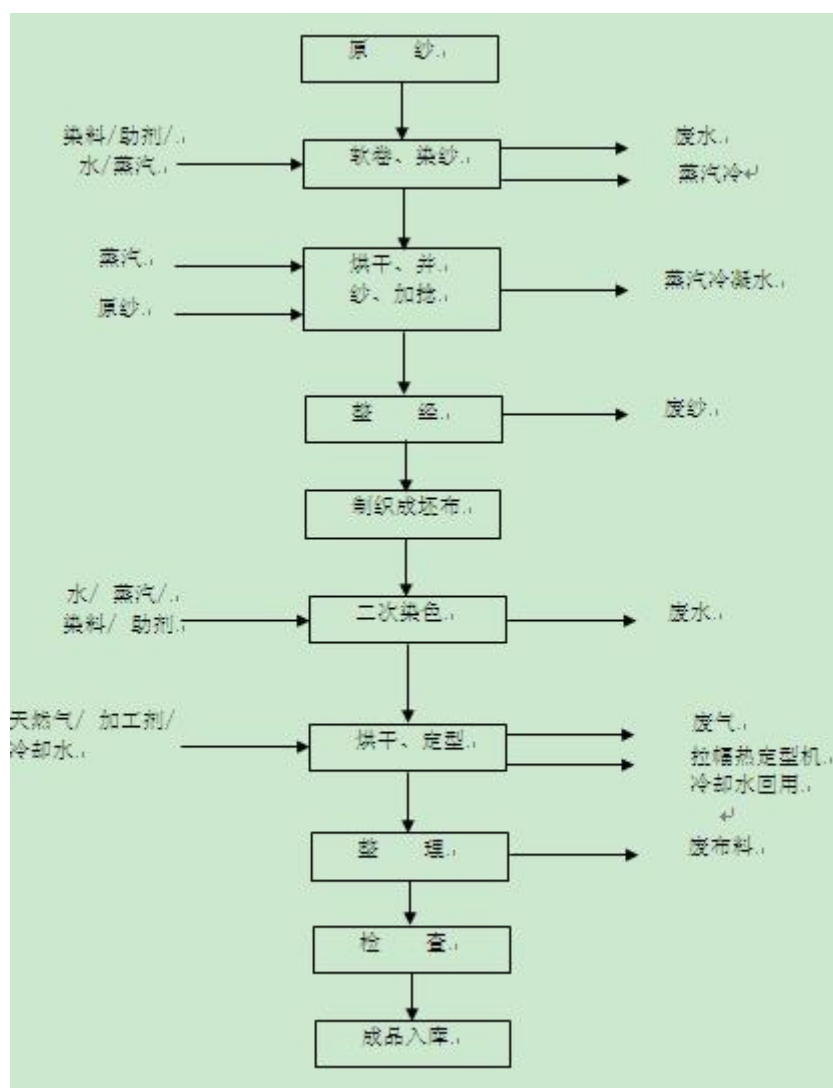 原 纱
染料/助剂/
水/蒸汽
软卷、染纱
废水
蒸汽冷
蒸汽
原纱
烘干、并
纱、加捻
蒸汽冷凝水
整 经
废纱
制织成坯布
水/ 蒸汽/
染料/ 助剂
二次染色
废水
天然气/ 加工剂/
冷却水
烘干、定型
废气
拉幅热定型机
冷却水回用
整 理
废布料
检 查
成品入库